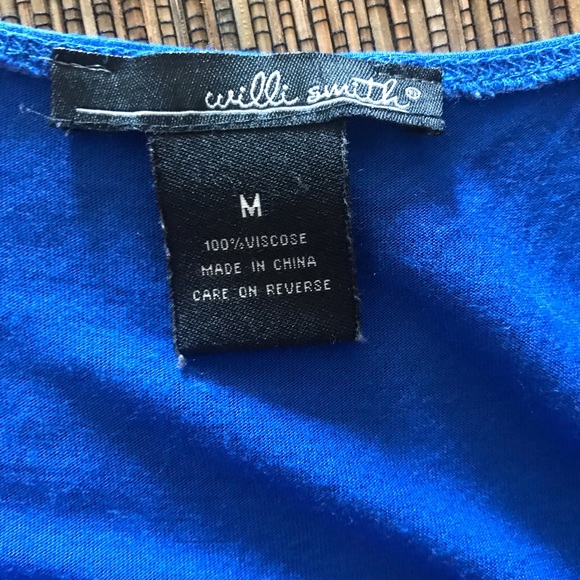 willi smith®
M
100% VISCOSE
MADE IN CHINA
CARE ON REVERSE